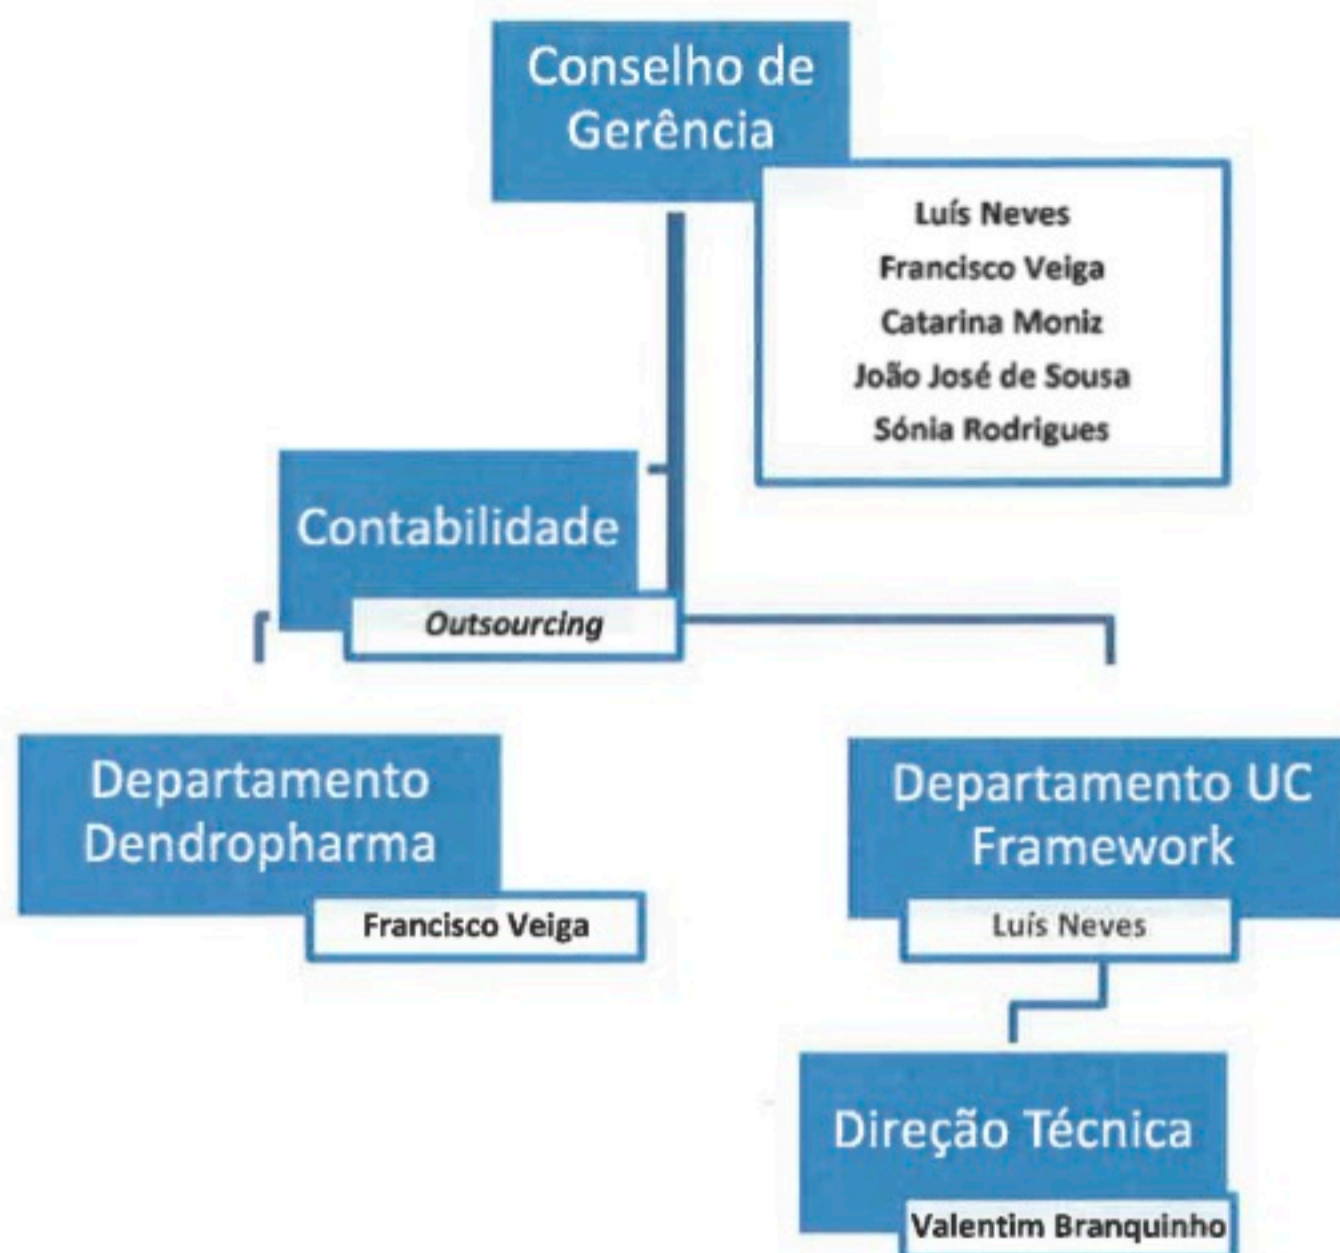 Conselho de
Gerência
Luís Neves
Francisco Veiga
Catarina Moniz
João José de Sousa
Sónia Rodrigues
Contabilidade
Outsourcing
Departamento
Dendropharma
Francisco Veiga
Departamento UC
Framework
Luís Neves
Direção Técnica
Valentim Branquinho